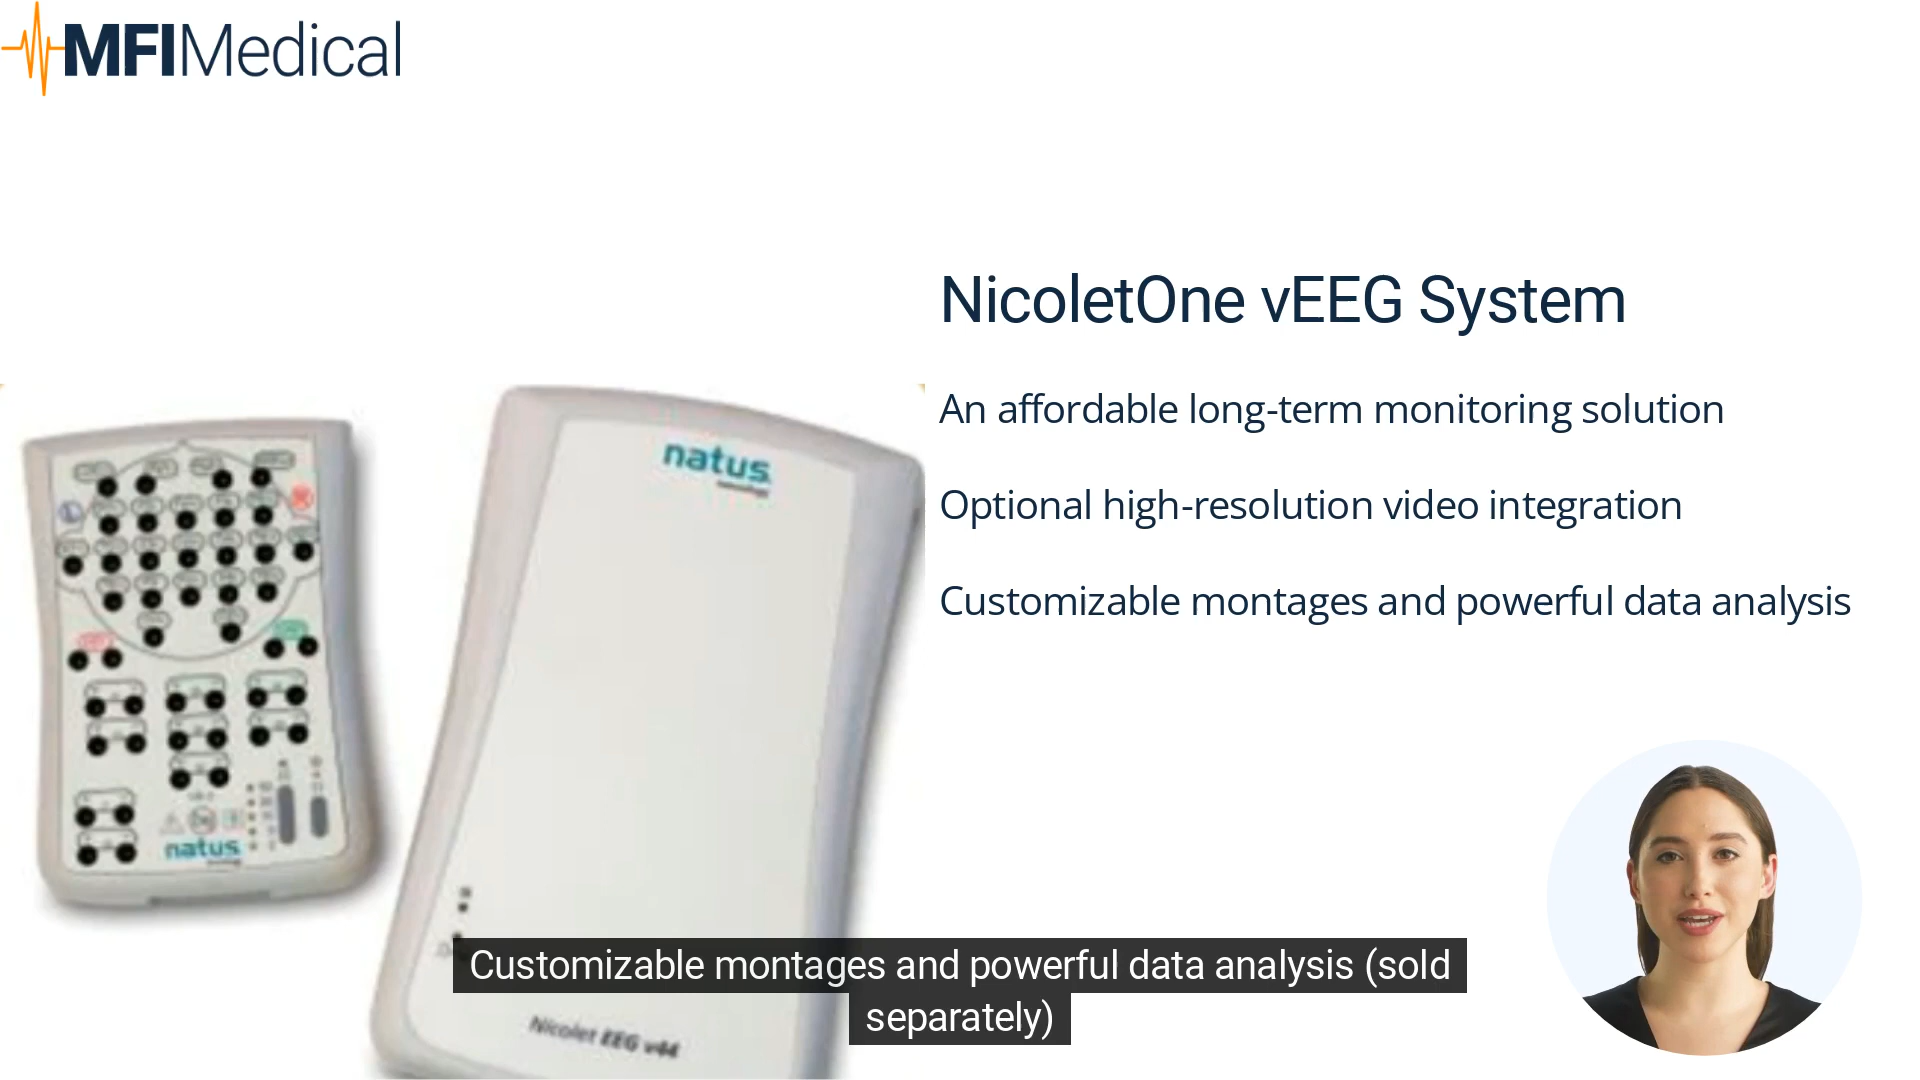 MFIMedical
NicoletOne vEEG System
An affordable long-term monitoring solution
Optional high-resolution video integration
Customizable montages and powerful data analysis
natus
natus
Nicolet EEG v44
Customizable montages and powerful data analysis (sold
separately)